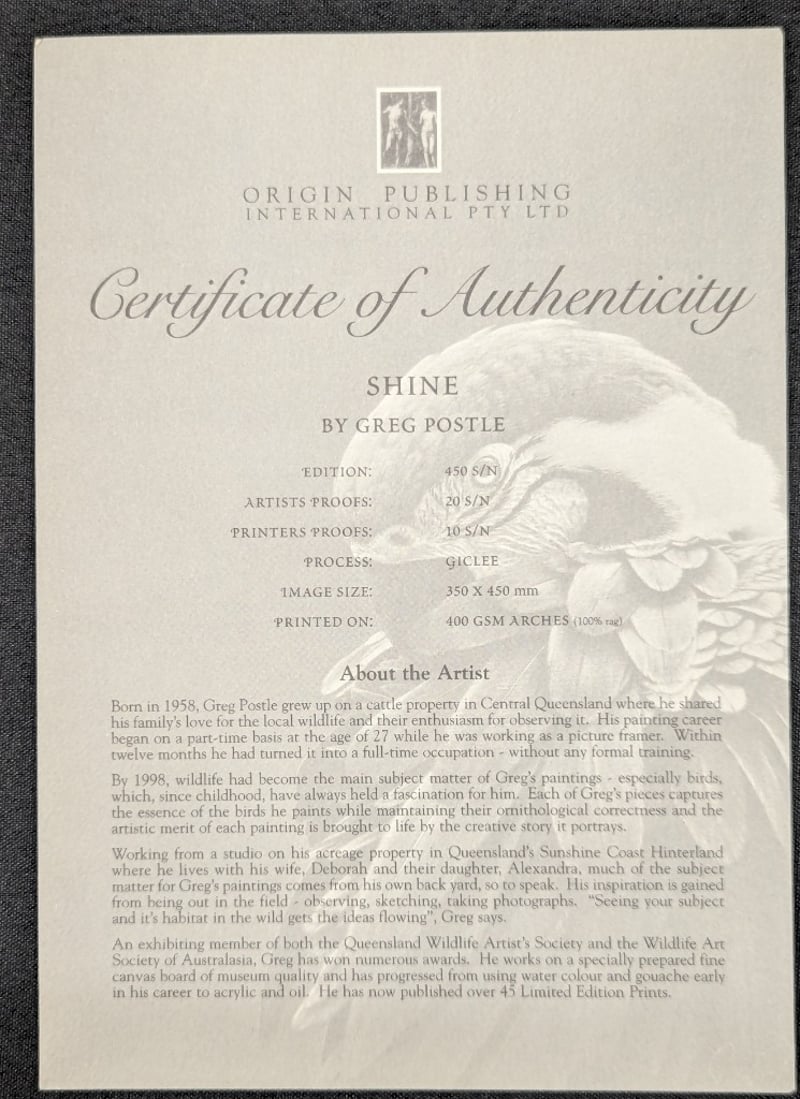 ORIGIN PUBLISHING
INTERNATIONAL PTY LTD
Certificate of Authenticity
SHINE
BY GREG POSTLE
EDITION: 450 S/N
ARTISTS PROOFS: 20 S/N
PRINTERS PROOFS: 10 S/N
PROCESS: GICLEE
IMAGE SIZE: 350 X 450 mm
PRINTED ON: 400 GSM ARCHES (100% rag)
About the Artist
Born in 1958, Greg Postle grew up on a cattle property in Central Queensland where he shared
his family's love for the local wildlife and their enthusiasm for observing it. His painting career
began on a part-time basis at the age of 27 while he was working as a picture framer. Within
twelve months he had turned it into a full-time occupation - without any formal training.
By 1998, wildlife had become the main subject matter of Greg's paintings - especially birds,
which, since childhood, have always held a fascination for him. Each of Greg's pieces captures
the essence of the birds he paints while maintaining their ornithological correctness and the
artistic merit of each painting is brought to life by the creative story it portrays.
Working from a studio on his acreage property in Queensland's Sunshine Coast Hinterland
where he lives with his wife, Deborah and their daughter, Alexandra, much of the subject
matter for Greg's paintings comes from his own back yard, so to speak. His inspiration is gained
from being out in the field - observing, sketching, taking photographs. "Seeing your subject
and it's habitat in the wild gets the ideas flowing", Greg says.
An exhibiting member of both the Queensland Wildlife Artist's Society and the Wildlife Art
Society of Australasia, Greg has won numerous awards. He works on a specially prepared fine
canvas board of museum quality and has progressed from using water colour and gouache early
in his career to acrylic and oil. He has now published over 45 Limited Edition Prints.